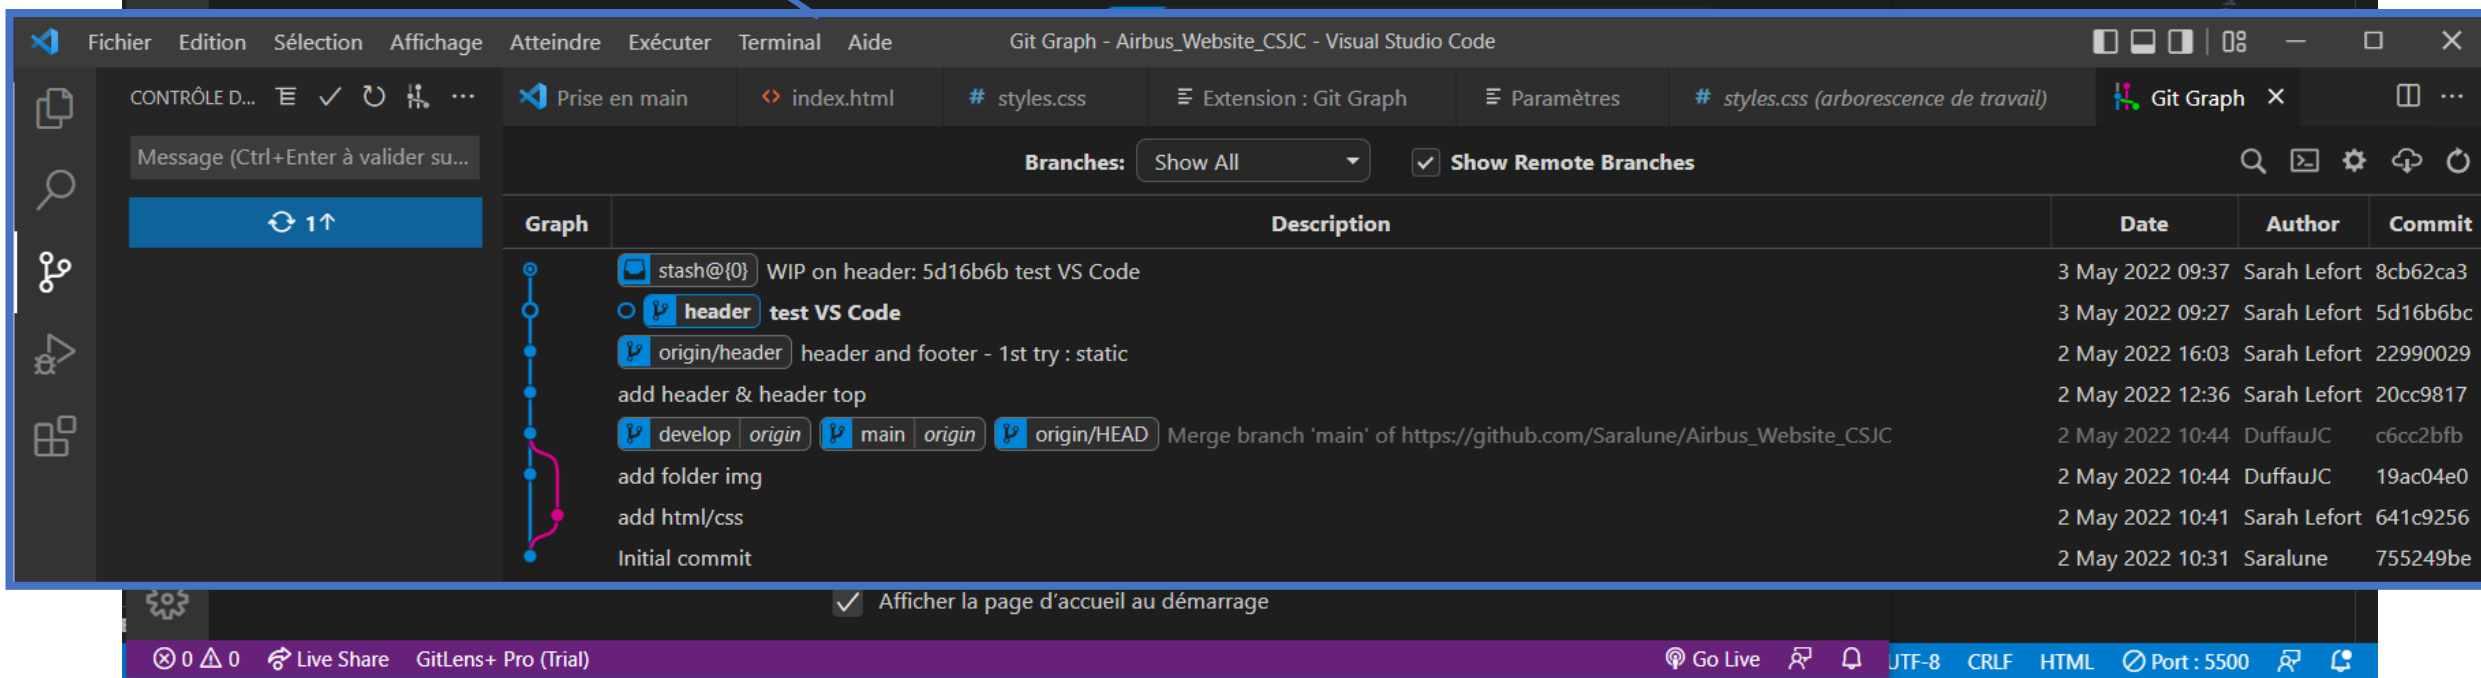 Fichier Edition Sélection Affichage Atteindre Exécuter Terminal Aide Git Graph - Airbus_Website_CSJC - Visual Studio Code
CONTRÔLE D... Prise en main index.html # styles.css Extension : Git Graph Paramètres # styles.css (arborescence de travail) Git Graph
Message (Ctrl+Enter à valider su... Branches: Show All Show Remote Branches
1↑ Graph Description Date Author Commit
stash@{0} WIP on header: 5d16b6b test VS Code 3 May 2022 09:37 Sarah Lefort 8cb62ca3
header test VS Code 3 May 2022 09:27 Sarah Lefort 5d16b6bc
origin/header header and footer - 1st try : static 2 May 2022 16:03 Sarah Lefort 22990029
add header & header top 2 May 2022 12:36 Sarah Lefort 20cc9817
develop origin main origin origin/HEAD Merge branch 'main' of https://github.com/Saralune/Airbus_Website_CSJC 2 May 2022 10:44 DuffauJC c6cc2bfb
add folder img 2 May 2022 10:44 DuffauJC 19ac04e0
add html/css 2 May 2022 10:41 Sarah Lefort 641c9256
Initial commit 2 May 2022 10:31 Saralune 755249be
Afficher la page d'accueil au démarrage
0 0 Live Share GitLens+ Pro (Trial) Go Live UTF-8 CRLF HTML Port : 5500